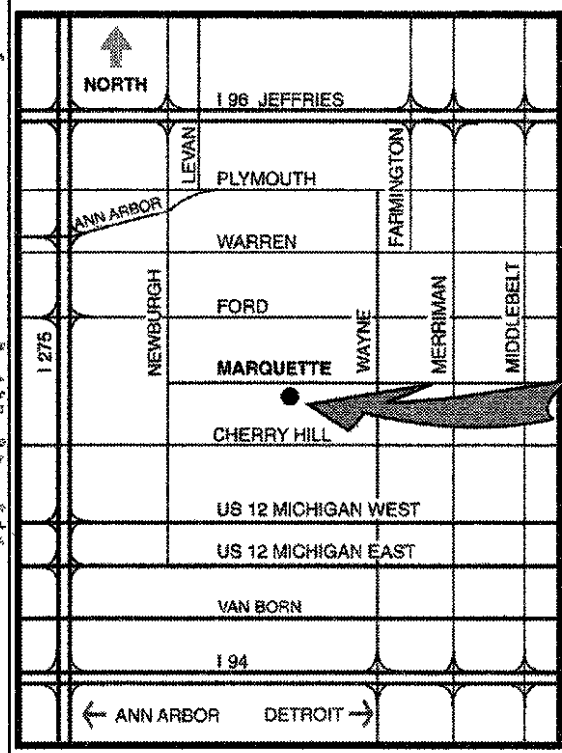 NORTH
I 96 JEFFRIES
LEVAN
FARMINGTON
PLYMOUTH
ANN ARBOR
WARREN
NEWBURGH
FORD
WAYNE
MERRIMAN
MIDDLEBELT
I 275
MARQUETTE
CHERRY HILL
US 12 MICHIGAN WEST
US 12 MICHIGAN EAST
VAN BORN
I 94
← ANN ARBOR DETROIT →